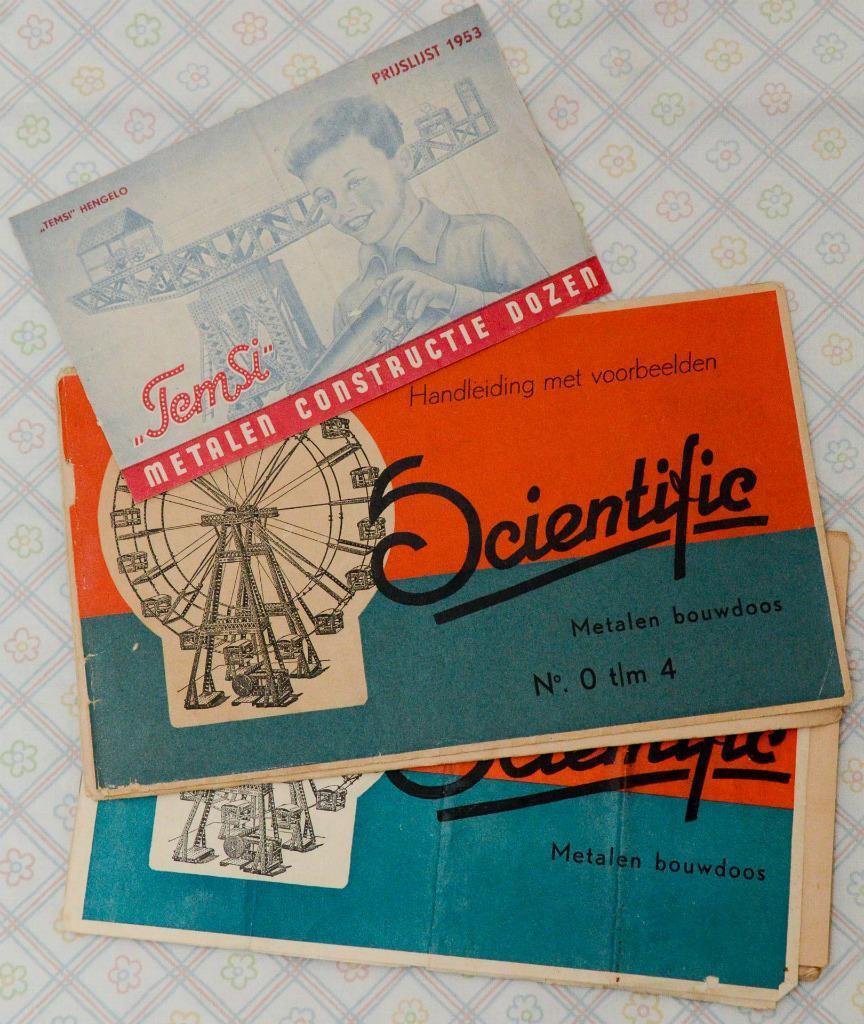 PRIJSLIJST 1953
„TEMSI” HENGELO
„TemSi”
METALEN CONSTRUCTIE DOZEN
Handleiding met voorbeelden
Scientific
Metalen bouwdoos
No. 0 t/m 4
Scientific
Metalen bouwdoos